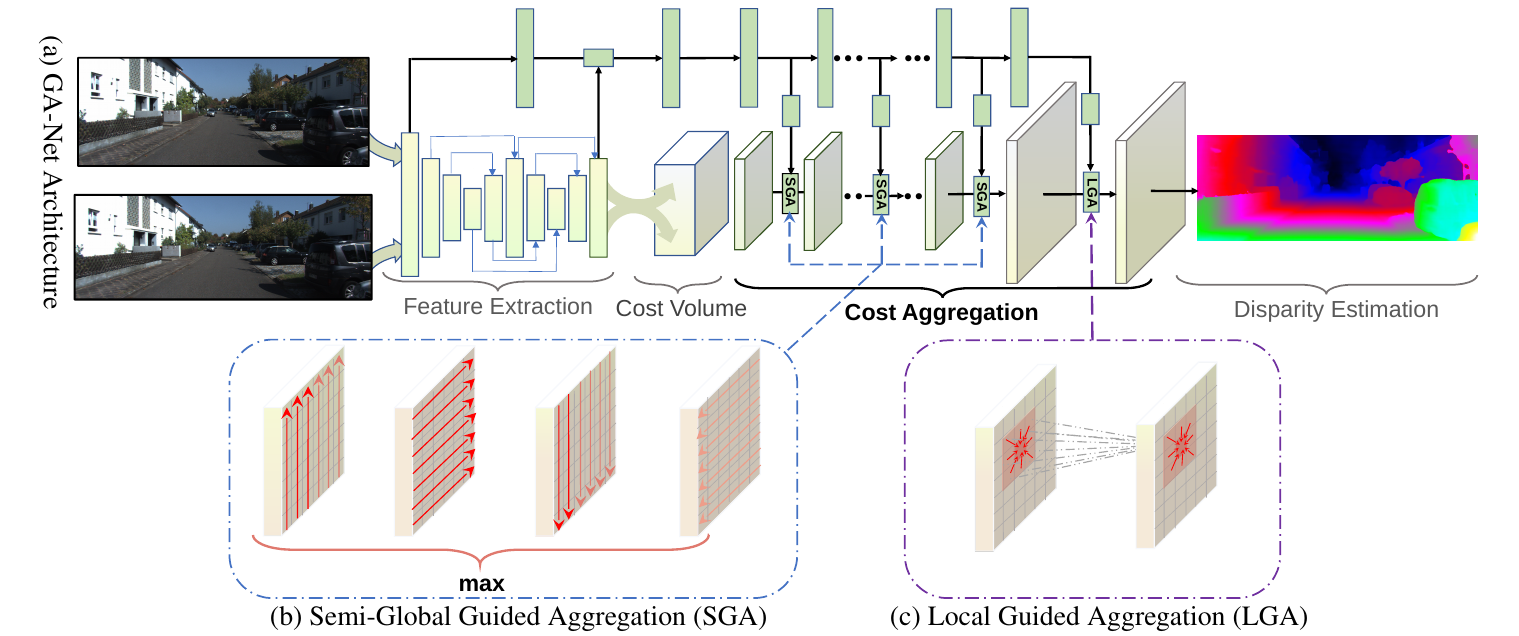 (a) GA-Net Architecture
SGA
SGA
SGA
LGA
Feature Extraction
Cost Volume
Cost Aggregation
Disparity Estimation
max
(b) Semi-Global Guided Aggregation (SGA)
(c) Local Guided Aggregation (LGA)